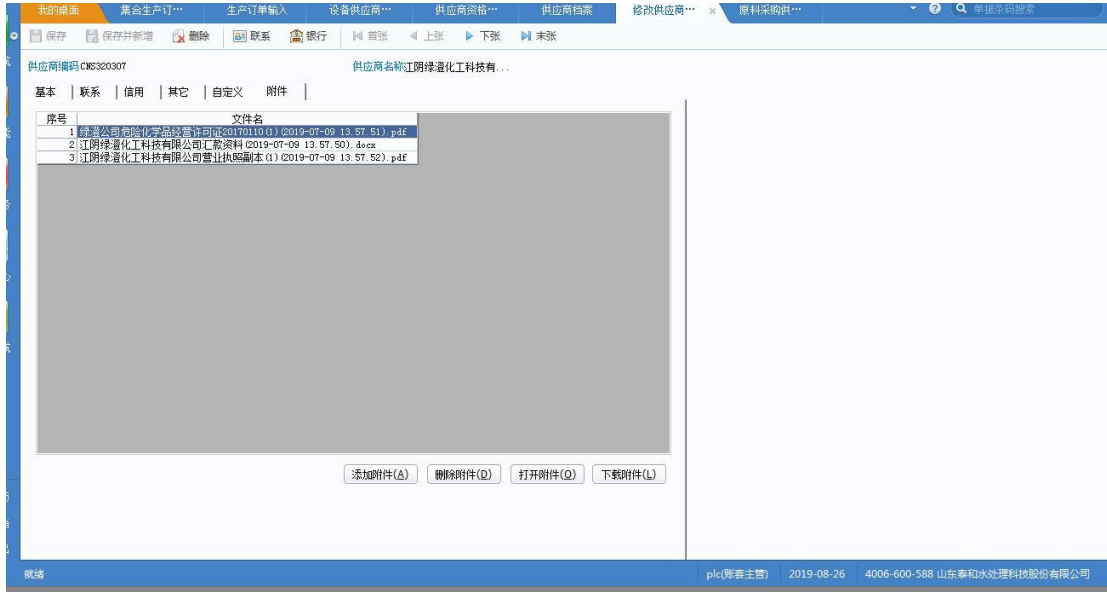 我的桌面 集合生产订… 生产订单输入 设备供应商… 供应商资格… 供应商档案 修改供应商… × 原料采购供… 单据条码搜索
保存 保存并新增 删除 联系 银行 首张 上张 下张 末张
供应商编码 CNS320307 供应商名称 江阴绿澄化工科技有...
基本 联系 信用 其它 自定义 附件
序号 文件名
1 绿澄公司危险化学品经营许可证20170110(1)(2019-07-09 13.57.51).pdf
2 江阴绿澄化工科技有限公司汇款资料(2019-07-09 13.57.50).docx
3 江阴绿澄化工科技有限公司营业执照副本(1)(2019-07-09 13.57.52).pdf
添加附件(A) 删除附件(D) 打开附件(O) 下载附件(L)
就绪 plc(账套主管) 2019-08-26 4006-600-588 山东泰和水处理科技股份有限公司